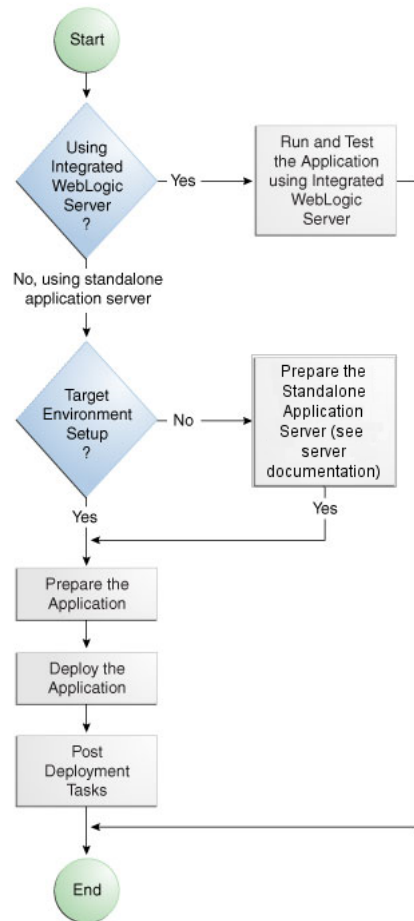 Start
Using
Integrated
WebLogic
Server
?
Yes
Run and Test
the Application
using Integrated
WebLogic
Server
No, using standalone
application server
Target
Environment
Setup
?
No
Prepare the
Standalone
Application
Server (see
server
documentation)
Yes
Yes
Prepare the
Application
Deploy the
Application
Post
Deployment
Tasks
End